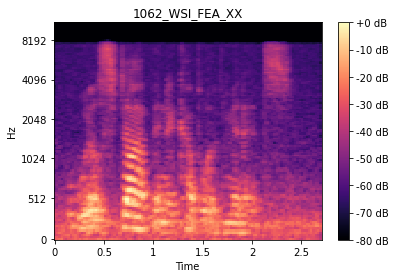 1062_WSI_FEA_XX
+0 dB
8192
-10 dB
4096
-20 dB
-30 dB
2048
Hz
-40 dB
1024
-50 dB
512
-60 dB
-70 dB
0
-80 dB
0 0.5 1 1.5 2 2.5
Time